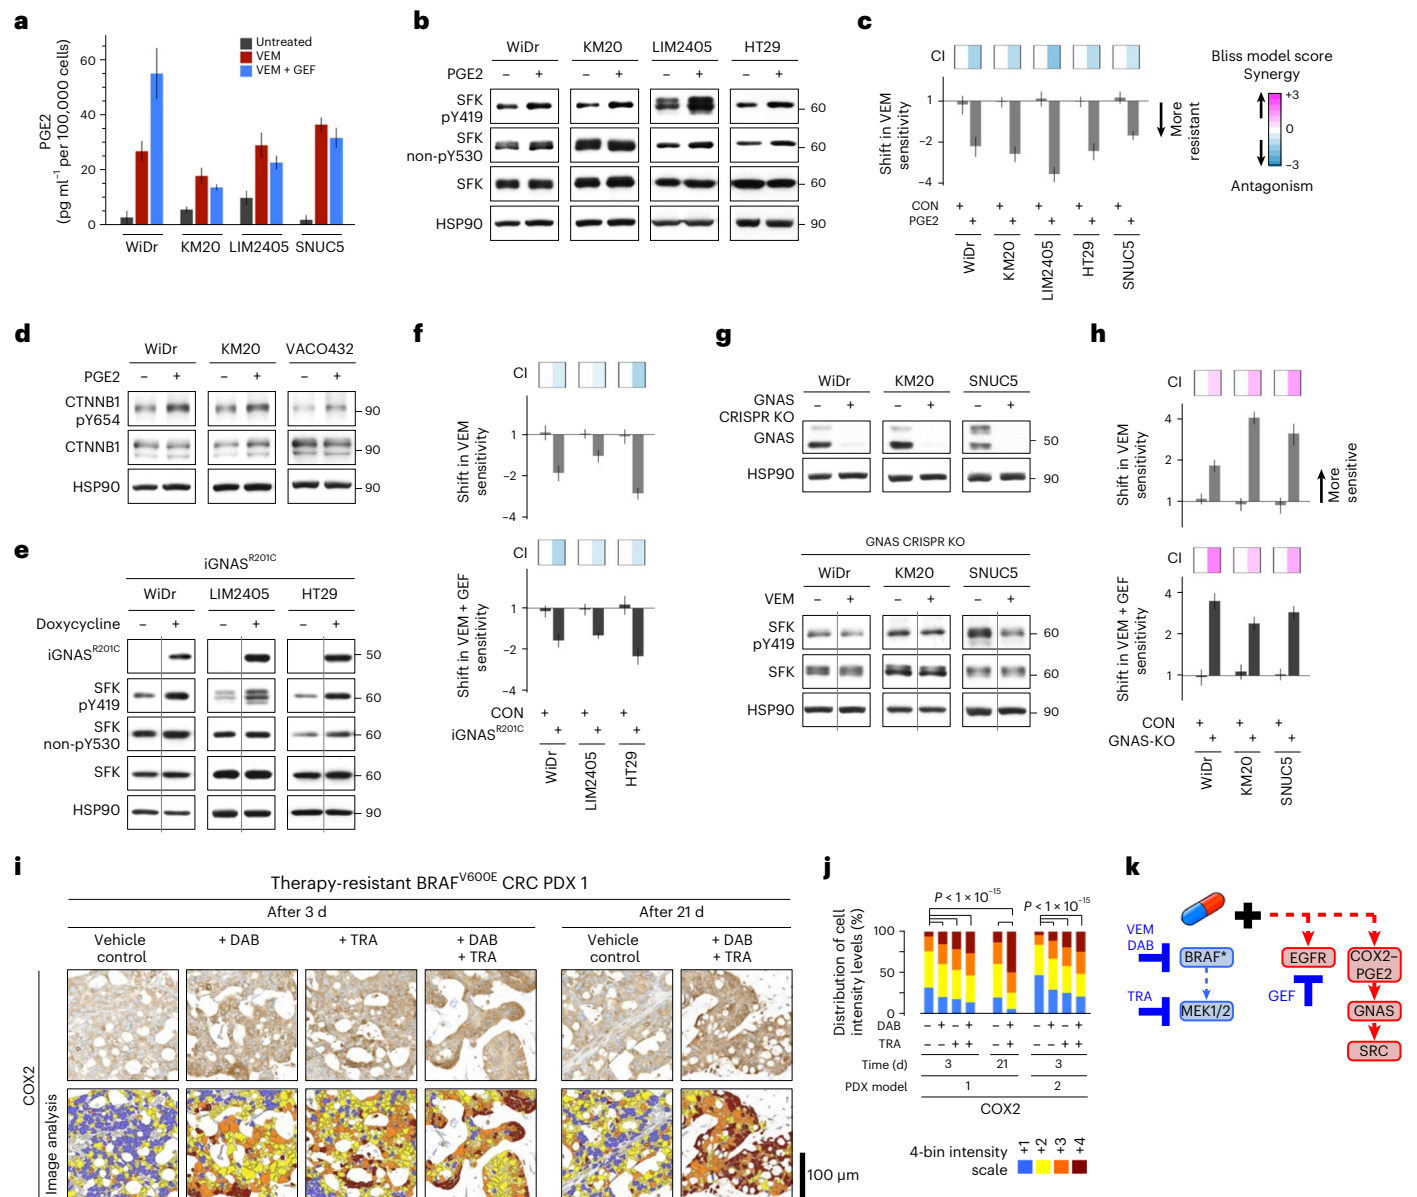 a
PGE2
(pg ml⁻¹ per 100,000 cells)
60
40
20
0
Untreated
VEM
VEM + GEF
WiDr KM20 LIM2405 SNUC5
b
WiDr KM20 LIM2405 HT29
PGE2 – + – + – + – +
SFK
pY419
60
SFK
non-pY530
60
SFK
60
HSP90
90
c
CI
Shift in VEM
sensitivity
1
–2
–4
More
resistant
CON + + + + +
PGE2 + + + + +
WiDr
KM20
LIM2405
HT29
SNUC5
Bliss model score
Synergy
+3
0
–3
Antagonism
d
WiDr KM20 VACO432
PGE2 – + – + – +
CTNNB1
pY654
90
CTNNB1
90
HSP90
90
e
iGNAS^R201C
WiDr LIM2405 HT29
Doxycycline – + – + – +
iGNAS^R201C
50
SFK
pY419
60
SFK
non-pY530
60
SFK
60
HSP90
90
f
CI
Shift in VEM
sensitivity
1
–2
–4
CI
Shift in VEM + GEF
sensitivity
1
–2
–4
CON + + +
iGNAS^R201C + + +
WiDr
LIM2405
HT29
g
WiDr KM20 SNUC5
GNAS
CRISPR KO
– + – + – +
GNAS
50
HSP90
90
GNAS CRISPR KO
WiDr KM20 SNUC5
VEM – + – + – +
SFK
pY419
60
SFK
60
HSP90
90
h
CI
Shift in VEM
sensitivity
4
2
1
More
sensitive
CI
Shift in VEM + GEF
sensitivity
4
2
1
CON + + +
GNAS-KO + + +
WiDr
KM20
SNUC5
i
Therapy-resistant BRAF^V600E CRC PDX 1
After 3 d After 21 d
Vehicle
control
+ DAB
+ TRA
+ DAB
+ TRA
Vehicle
control
+ DAB
+ TRA
COX2
Image analysis
100 µm
j
P < 1 × 10⁻¹⁵
P < 1 × 10⁻¹⁵
Distribution of cell
intensity levels (%)
100
50
0
DAB – + – + – + – + – +
TRA – – + + – + – – + +
Time (d) 3 21 3
PDX model 1 2
COX2
4-bin intensity
scale
+1
+2
+3
+4
k
VEM
DAB
BRAF*
EGFR
COX2–
PGE2
TRA
MEK1/2
GEF
GNAS
SRC